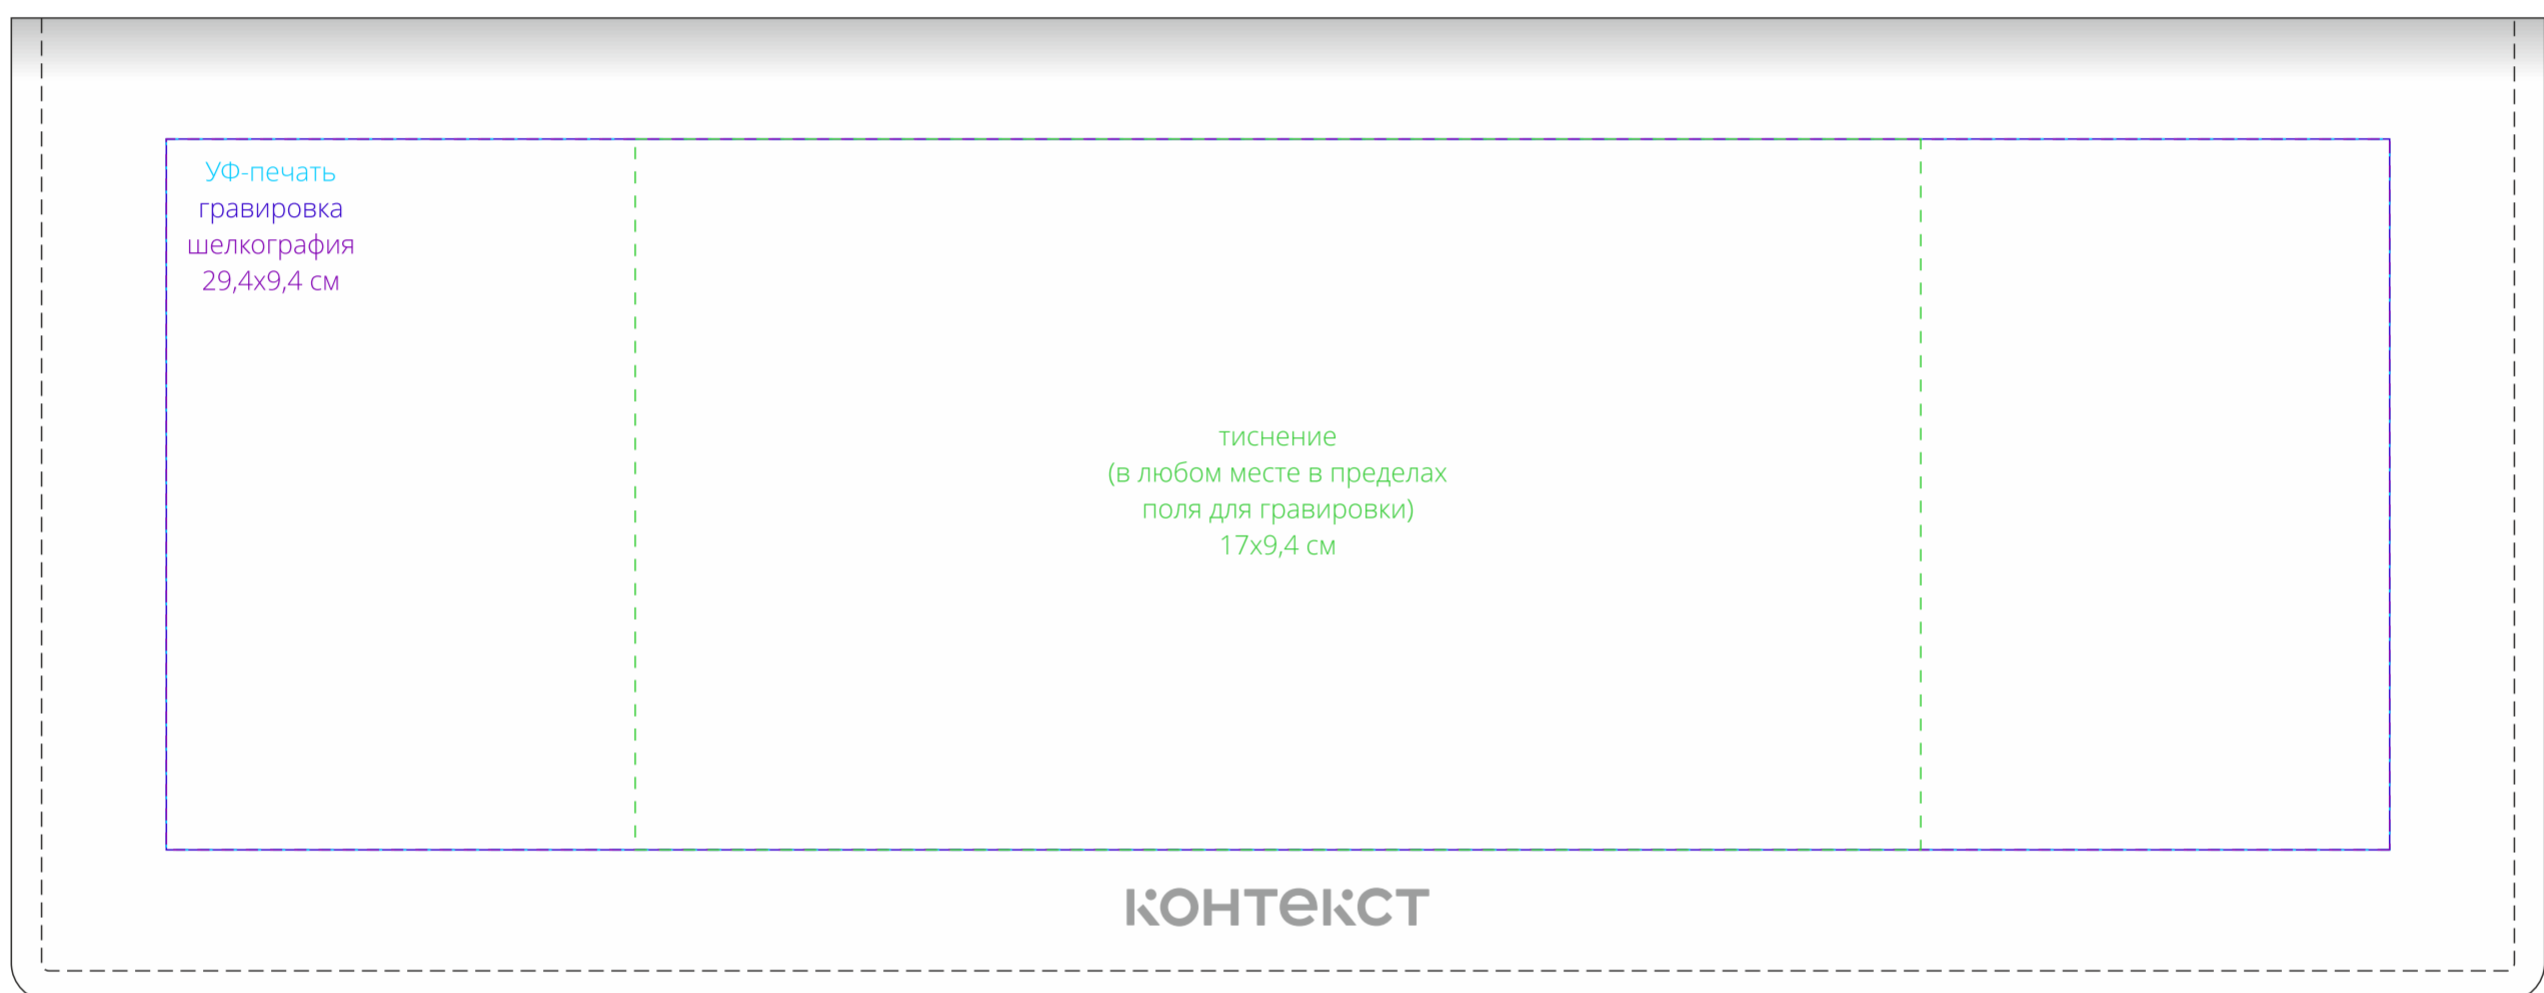 УФ-печать
гравировка
шелкография
29,4х9,4 см
тиснение
(в любом месте в пределах
поля для гравировки)
17х9,4 см
контекст